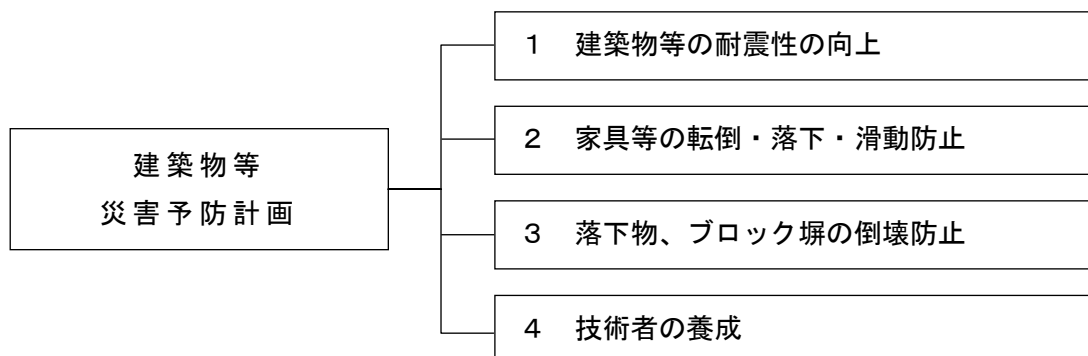 建築物等
災害予防計画
１　建築物等の耐震性の向上
２　家具等の転倒・落下・滑動防止
３　落下物、ブロック塀の倒壊防止
４　技術者の養成